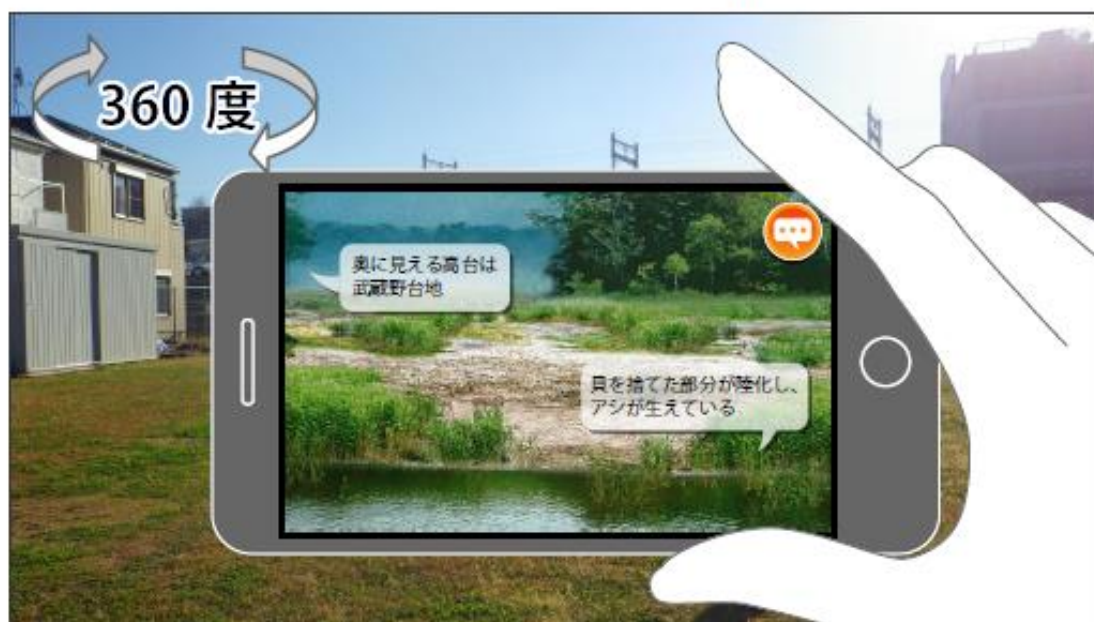 360 度
奥に見える高台は
武蔵野台地
貝を捨てた部分が陸化し、
アシが生えている